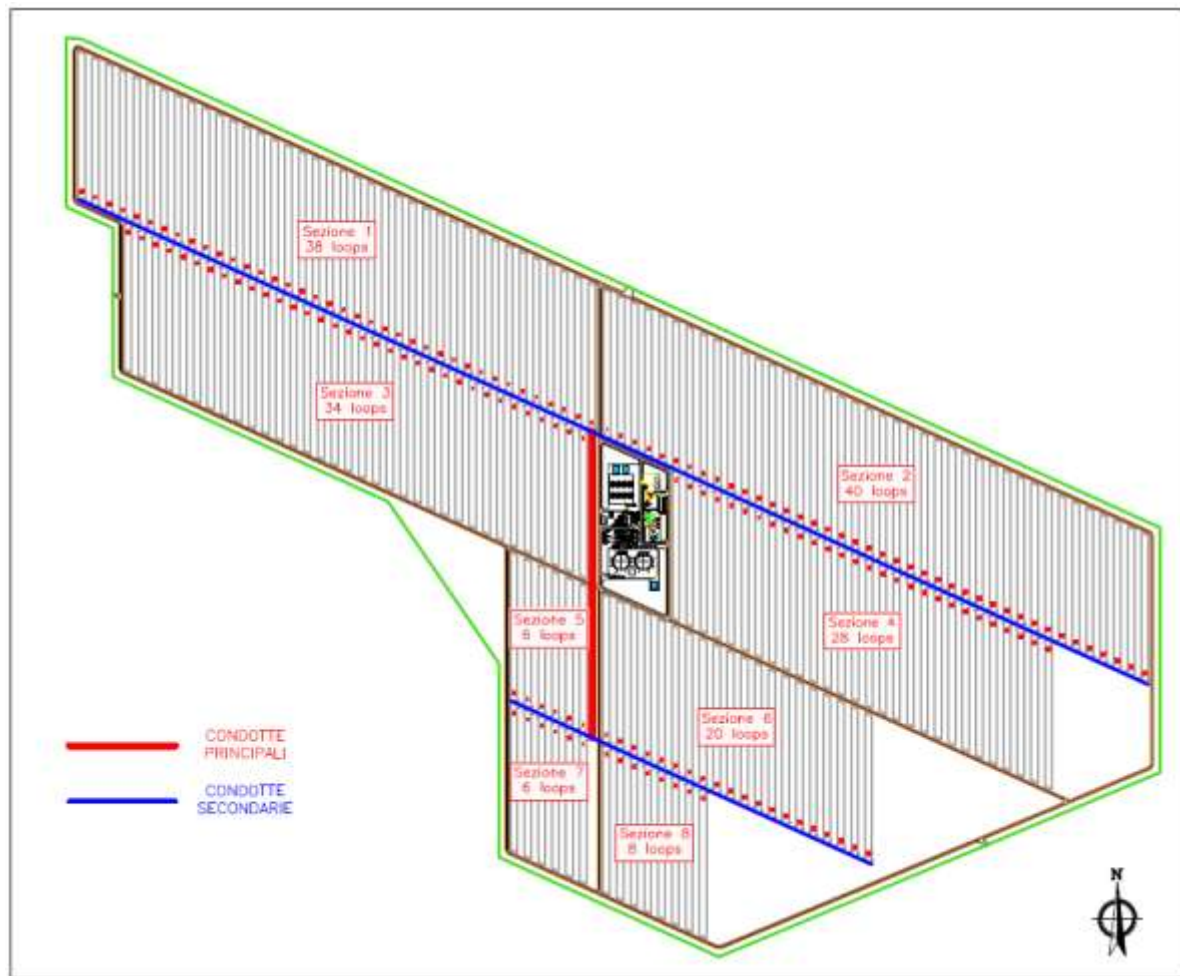 Sezione 1
38 loops
Sezione 3
34 loops
Sezione 2
40 loops
Sezione 4
28 loops
Sezione 5
6 loops
Sezione 6
20 loops
Sezione 7
6 loops
Sezione 8
8 loops
CONDOTTE
PRINCIPALI
CONDOTTE
SECONDARIE
N